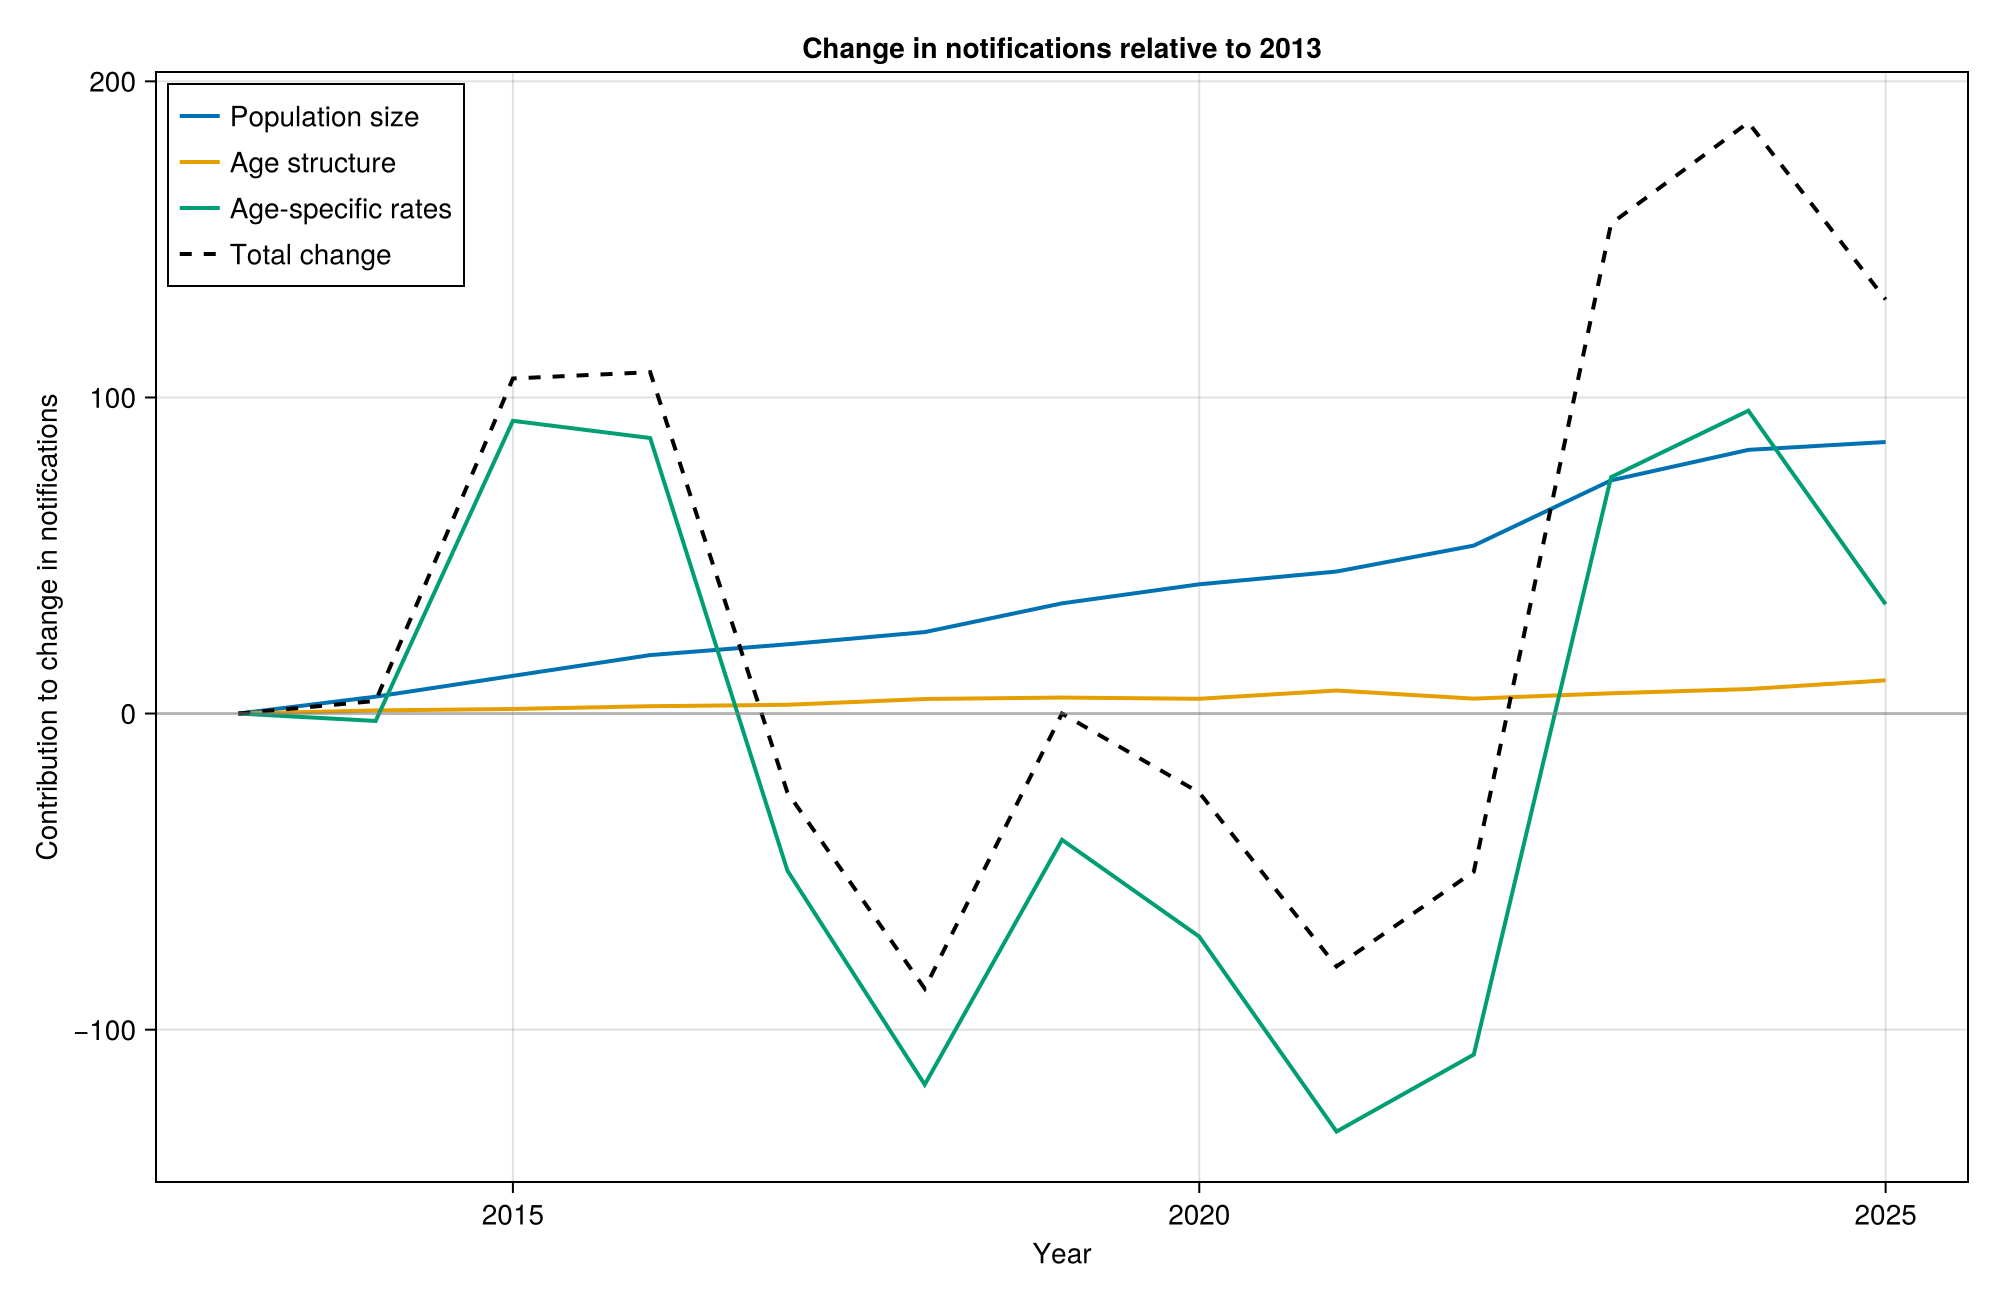 Change in notifications relative to 2013
200
100
0
−100
Contribution to change in notifications
Population size
Age structure
Age-specific rates
Total change
2015
2020
2025
Year